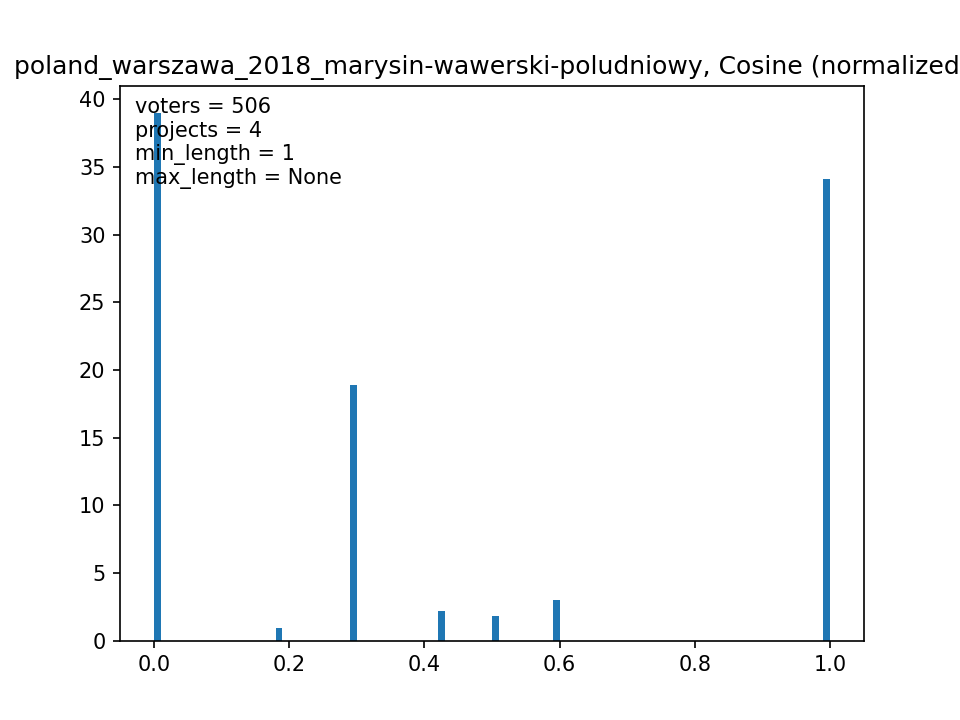 poland_warszawa_2018_marysin-wawerski-poludniowy, Cosine (normalized
voters = 506
projects = 4
min_length = 1
max_length = None
40
35
30
25
20
15
10
5
0
0.0 0.2 0.4 0.6 0.8 1.0